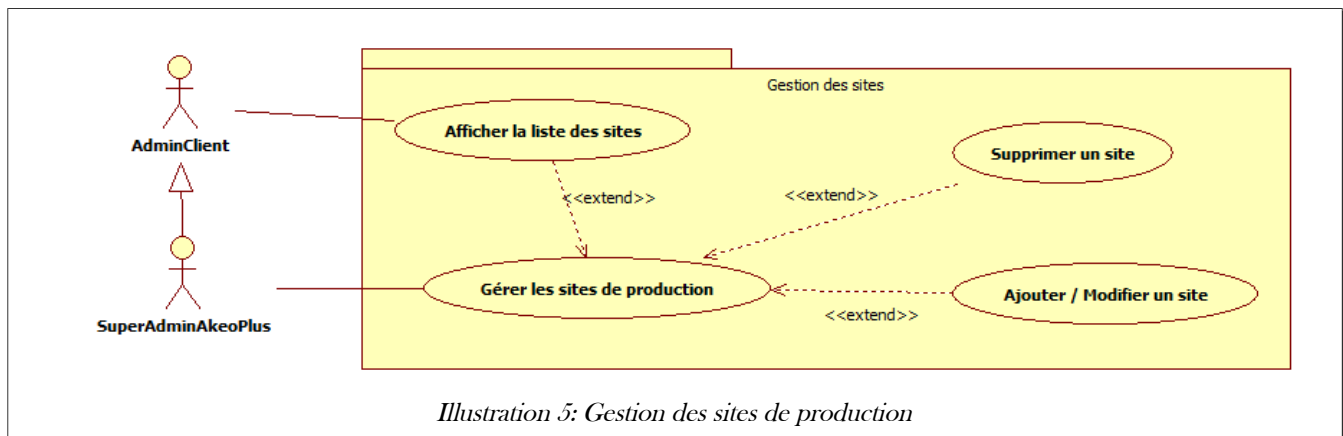 Gestion des sites
AdminClient
Afficher la liste des sites
Supprimer un site
<<extend>>
<<extend>>
SuperAdminAkeoPlus
Gérer les sites de production
Ajouter / Modifier un site
<<extend>>
Illustration 5: Gestion des sites de production